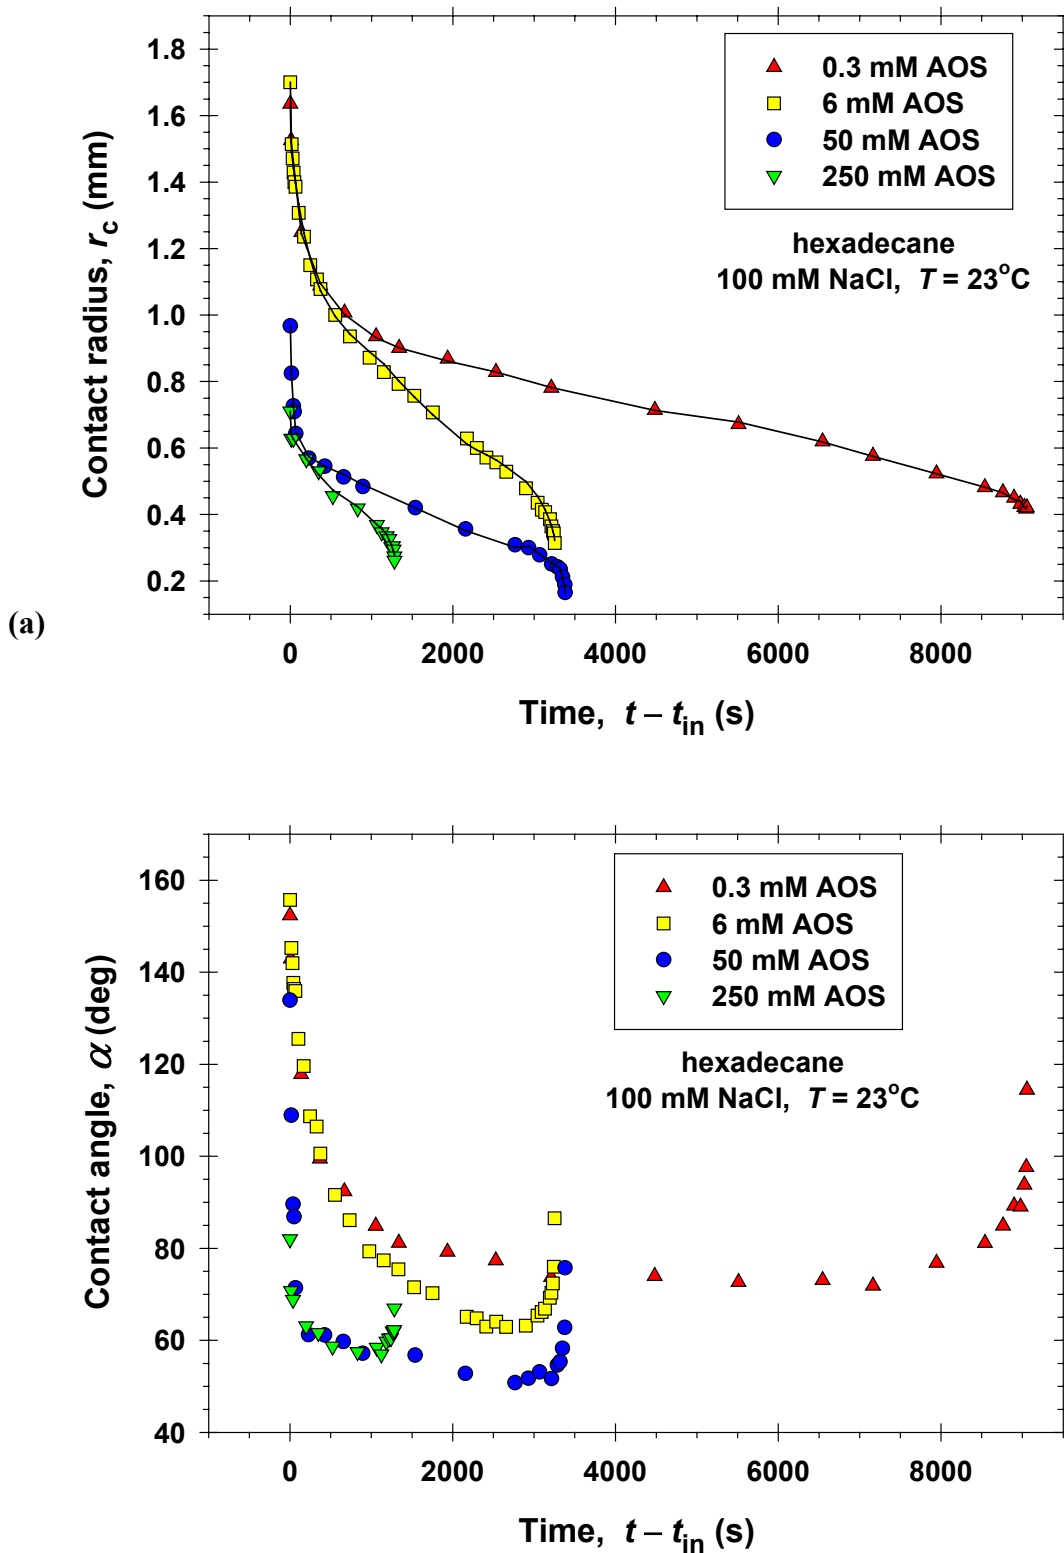 1.8
1.6
1.4
1.2
1.0
0.8
0.6
0.4
0.2
Contact radius, r_c (mm)
0.3 mM AOS
6 mM AOS
50 mM AOS
250 mM AOS
hexadecane
100 mM NaCl, T = 23°C
(a)
0 2000 4000 6000 8000
Time, t – t_in (s)
160
140
120
100
80
60
40
Contact angle, α (deg)
0.3 mM AOS
6 mM AOS
50 mM AOS
250 mM AOS
hexadecane
100 mM NaCl, T = 23°C
0 2000 4000 6000 8000
Time, t – t_in (s)